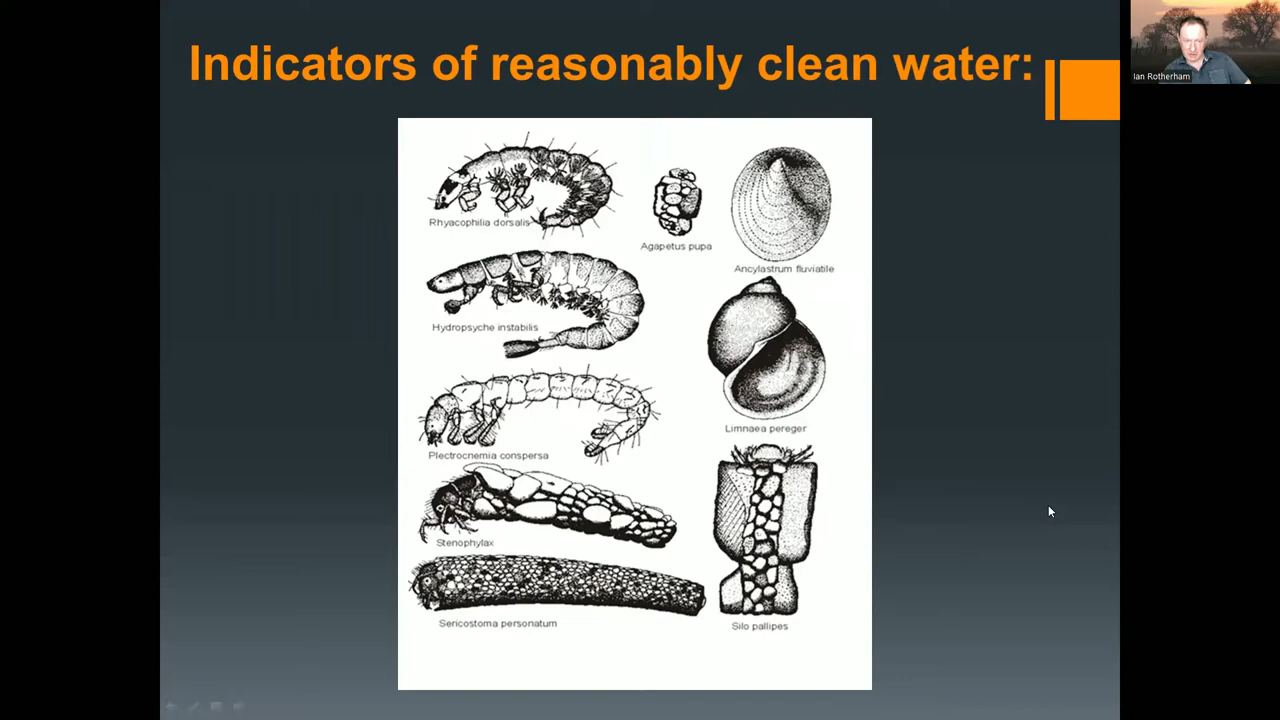 Indicators of reasonably clean water:
Ian Rotherham
Rhyacophilia dorsalis
Agapetus pupa
Ancylastrum fluviatile
Hydropsyche instabilis
Limnaea pereger
Plectrocnemia conspersa
Stenophylax
Sericostoma personatum
Silo pallipes